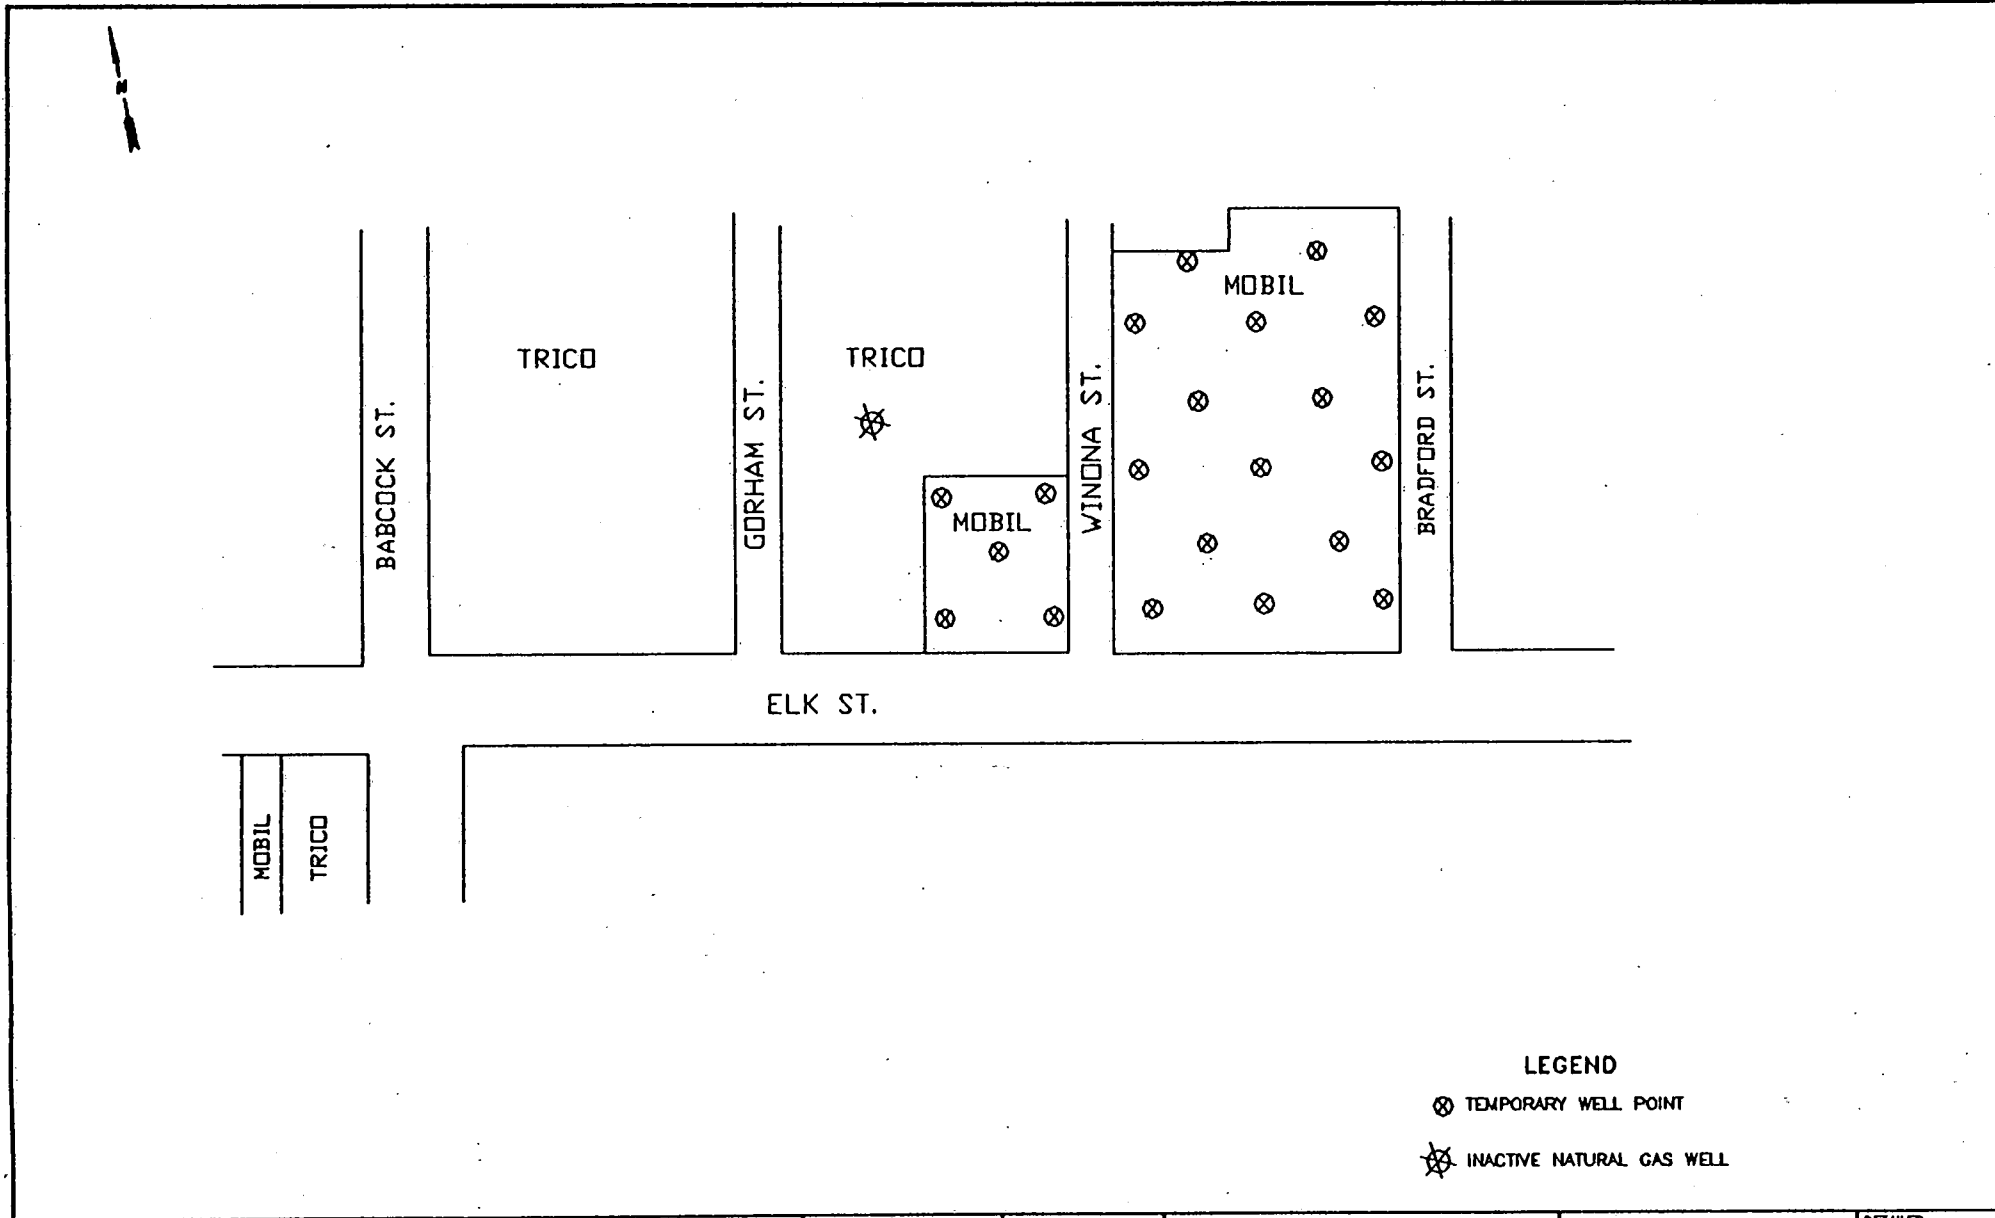 N
MOBIL
TRICO
TRICO
BABCOCK ST.
GORHAM ST.
WINONA ST.
BRADFORD ST.
MOBIL
ELK ST.
MOBIL
TRICO
LEGEND
TEMPORARY WELL POINT
INACTIVE NATURAL GAS WELL